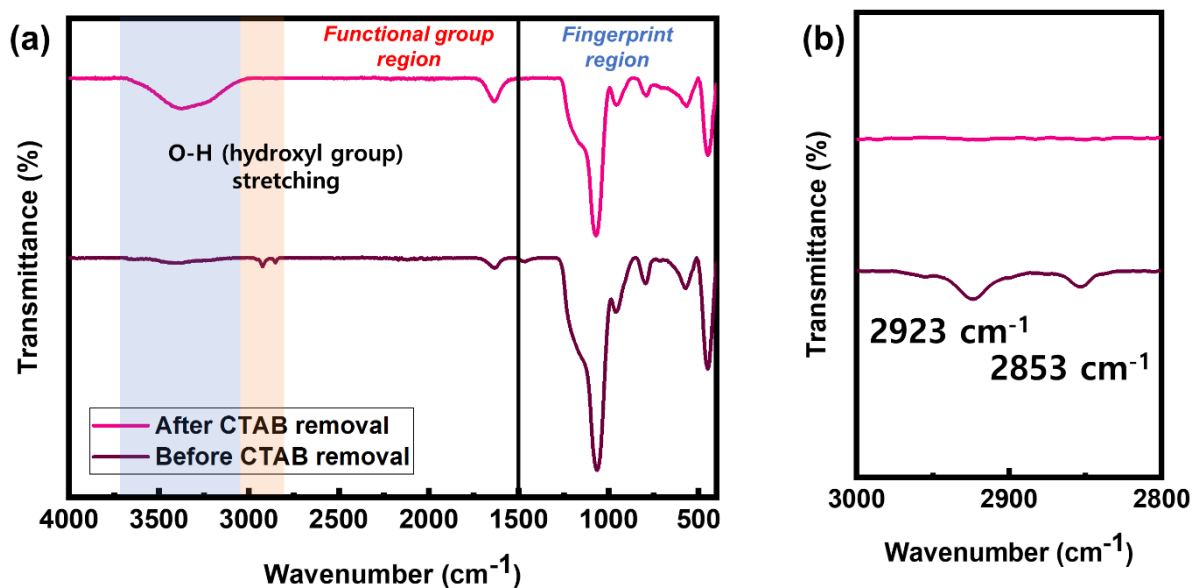 (a)
Functional group
region
Fingerprint
region
O-H (hydroxyl group)
stretching
After CTAB removal
Before CTAB removal
Transmittance (%)
4000 3500 3000 2500 2000 1500 1000 500
Wavenumber (cm⁻¹)
(b)
2923 cm⁻¹
2853 cm⁻¹
Transmittance (%)
3000 2900 2800
Wavenumber (cm⁻¹)